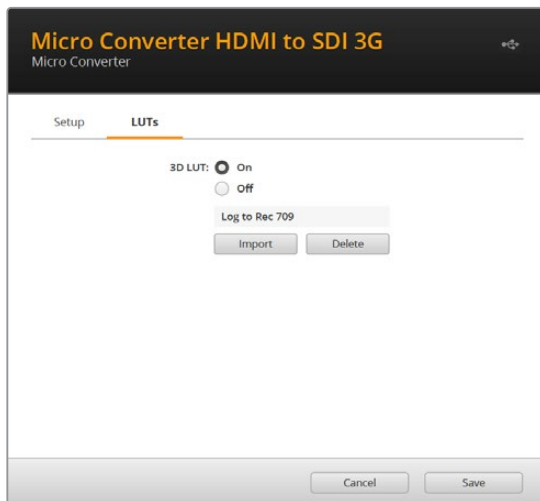 Micro Converter HDMI to SDI 3G
Micro Converter
Setup LUTs
3D LUT: On
Off
Log to Rec 709
Import Delete
Cancel Save